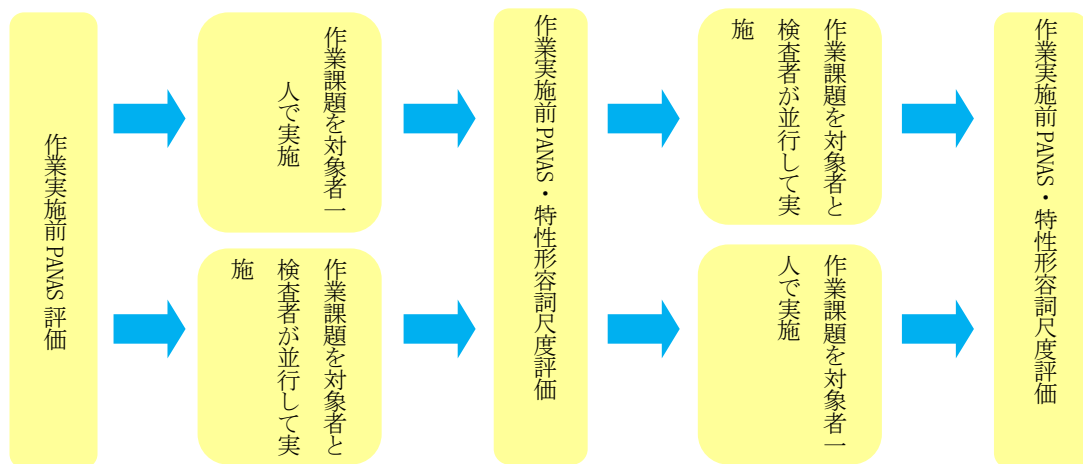 作業実施前 PANAS 評価
作業課題を対象者一
人で実施
作業課題を対象者と
検査者が並行して実
施
作業実施前 PANAS・特性形容詞尺度評価
作業課題を対象者と
検査者が並行して実
施
作業課題を対象者一
人で実施
作業実施前 PANAS・特性形容詞尺度評価